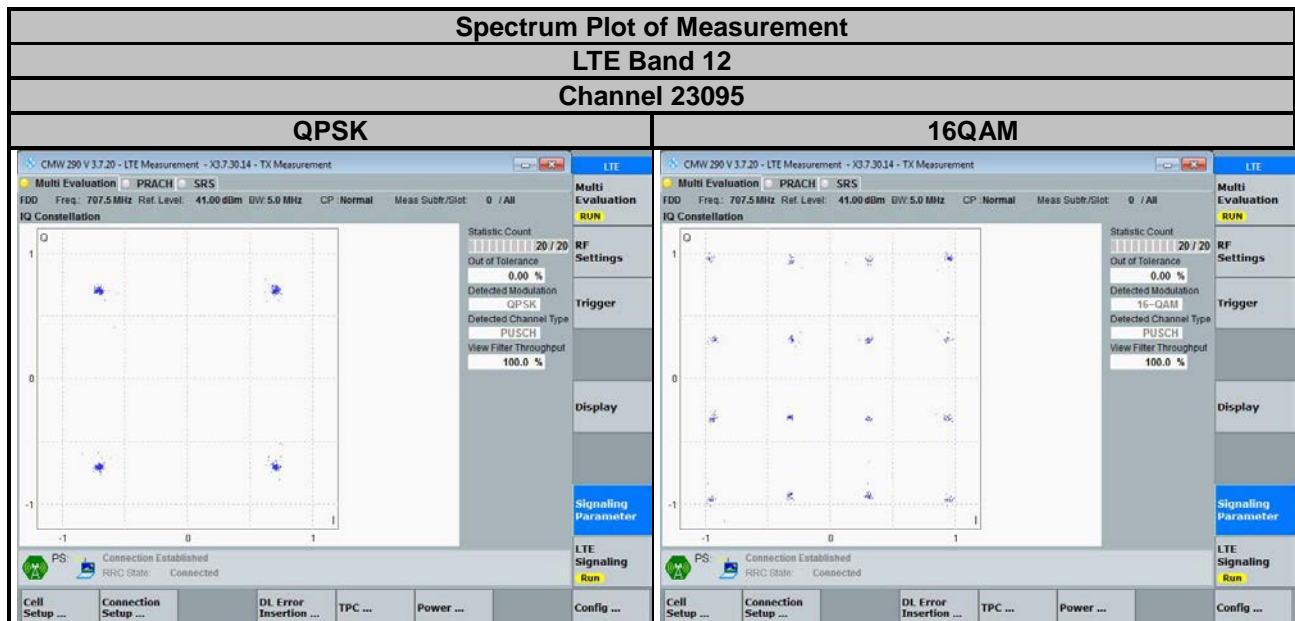 Spectrum Plot of Measurement
LTE Band 12
Channel 23095
QPSK
16QAM
CMW 290 V 3.7.20 - LTE Measurement - X3.7.30.14 - TX Measurement
LTE
Multi Evaluation PRACH SRS
Multi
Evaluation
RUN
FDD Freq.: 707.5 MHz Ref. Level: 41.00 dBm BW: 5.0 MHz CP: Normal Meas Subfr./Slot: 0 / All
IQ Constellation
Q
1
0
-1
-1 0 1
I
Statistic Count
20 / 20
Out of Tolerance
0.00 %
Detected Modulation
QPSK
Detected Channel Type
PUSCH
View Filter Throughput
100.0 %
RF
Settings
Trigger
Display
Signaling
Parameter
LTE
Signaling
Run
PS: Connection Established
RRC State: Connected
Cell
Setup ...
Connection
Setup ...
DL Error
Insertion ...
TPC ...
Power ...
Config ...
CMW 290 V 3.7.20 - LTE Measurement - X3.7.30.14 - TX Measurement
LTE
Multi Evaluation PRACH SRS
Multi
Evaluation
RUN
FDD Freq.: 707.5 MHz Ref. Level: 41.00 dBm BW: 5.0 MHz CP: Normal Meas Subfr./Slot: 0 / All
IQ Constellation
Q
1
0
-1
-1 0 1
I
Statistic Count
20 / 20
Out of Tolerance
0.00 %
Detected Modulation
16-QAM
Detected Channel Type
PUSCH
View Filter Throughput
100.0 %
RF
Settings
Trigger
Display
Signaling
Parameter
LTE
Signaling
Run
PS: Connection Established
RRC State: Connected
Cell
Setup ...
Connection
Setup ...
DL Error
Insertion ...
TPC ...
Power ...
Config ...